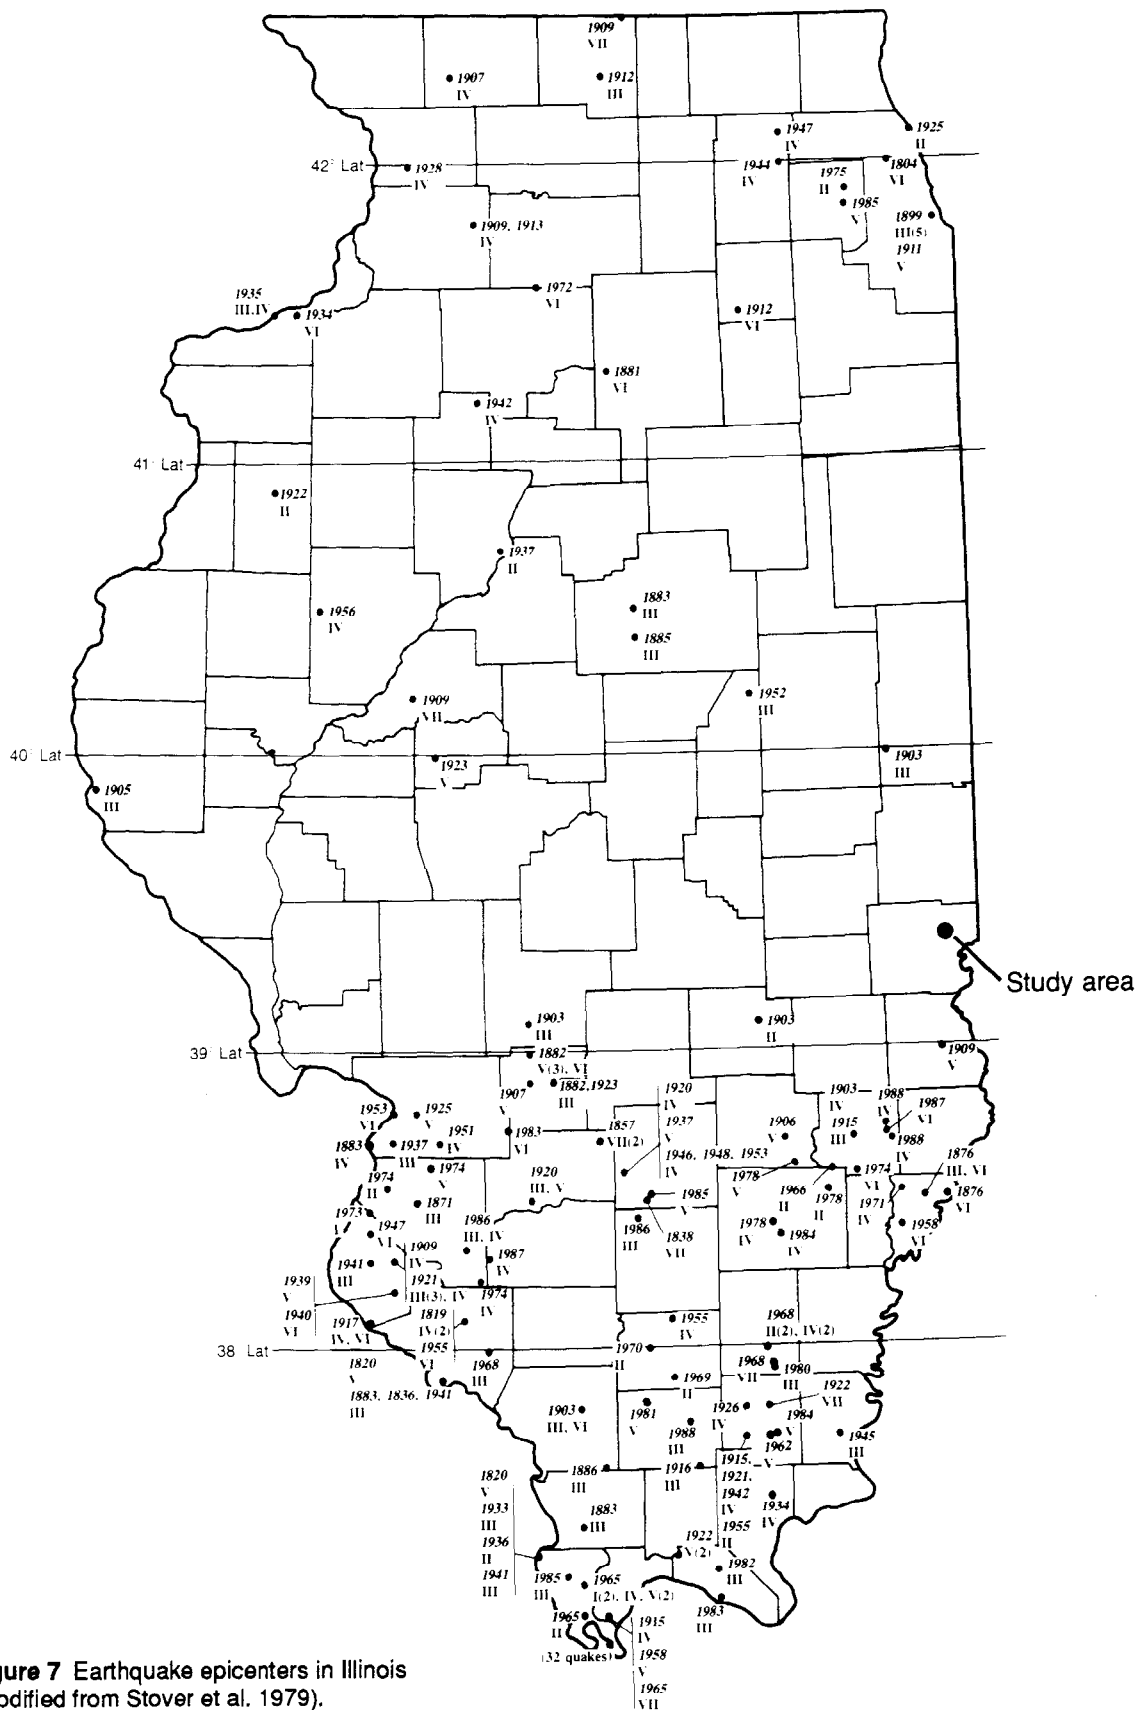 1909
VII
1907
IV
1912
III
1947
IV
1925
II
42° Lat
1928
IV
1944
IV
1804
VI
1975
II
1985
V
1909, 1913
IV
1899
III(5)
1911
V
1935
III,IV
1934
VI
1972
VI
1912
VI
1881
VI
1942
IV
41° Lat
1922
II
1937
II
1956
IV
1883
III
1885
III
1909
VII
1952
III
40° Lat
1923
V
1903
III
1905
III
Study area
1903
III
1903
II
39° Lat
1882
V(3), VI
1909
V
1907
V
1882,1923
III
1920
IV
1937
V
1946, 1948, 1953
IV
1903
IV
1988
IV
1987
VI
1953
VI
1925
V
1857
VII(2)
1906
V
1915
III
1988
IV
1883
IV
1937
III
1951
IV
1983
VI
1876
III, VI
1974
II
1974
V
1920
III, V
1978
V
1966
II
1978
II
1974
VI
1971
IV
1876
VI
1871
III
1985
V
1973
I
1986
III, IV
1986
III
1838
VII
1978
IV
1984
IV
1958
VI
1947
VI
1909
IV
1987
IV
1941
III
1921
III(3), IV
1974
IV
1939
V
1940
VI
1917
IV, VI
1819
IV(2)
1955
VI
1955
IV
1968
II(2), IV(2)
38 Lat
1968
III
1970
II
1968
VII
1980
III
1820
V
1883, 1836, 1941
III
1969
II
1922
VII
1903
III, VI
1981
V
1926
IV
1984
V
1988
III
1962
V
1945
III
1886
III
1916
III
1915,
1921,
1942
IV
1955
II
1934
IV
1820
V
1933
III
1936
II
1941
III
1883
III
1922
V(2)
1982
III
1985
III
1965
I(2), IV, V(2)
1983
III
1965
II
1915
IV
1958
V
1965
VII
(32 quakes)
gure 7 Earthquake epicenters in Illinois
odified from Stover et al. 1979).